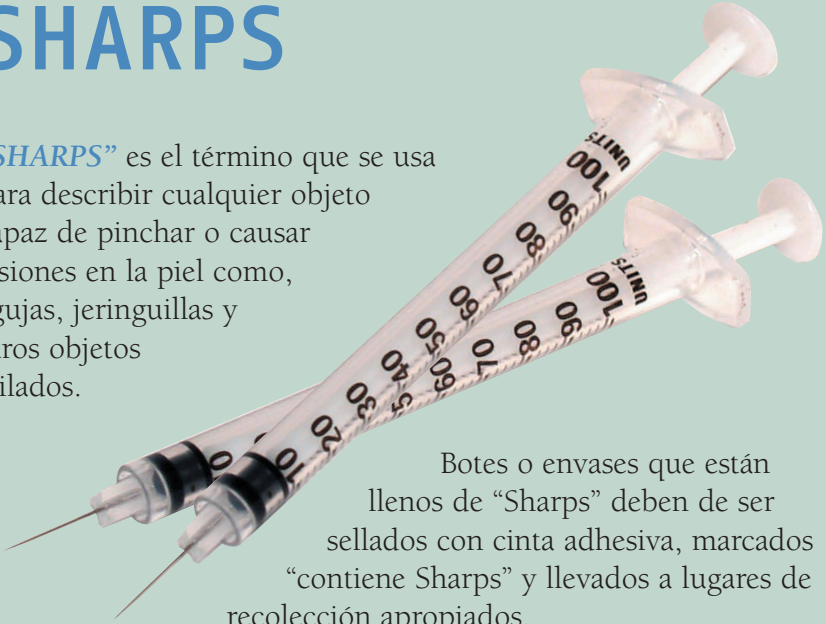 SHARPS
SHARPS” es el término que se usa
ara describir cualquier objeto
apaz de pinchar o causar
siones en la piel como,
gujas, jeringuillas y
ros objetos
ilados.
UNITS
100
90
80
70
60
50
40
30
20
10
UNITS
100
90
80
70
60
Botes o envases que están
llenos de “Sharps” deben de ser
sellados con cinta adhesiva, marcados
“contiene Sharps” y llevados a lugares de
recolección apropiados